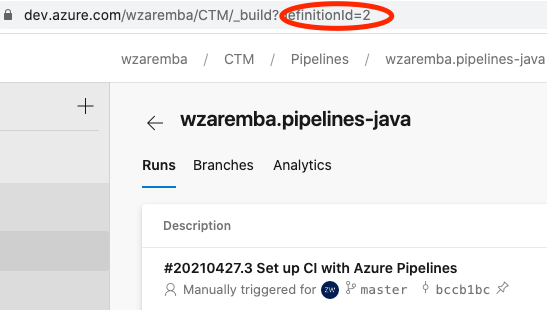 dev.azure.com/wzaremba/CTM/_build?definitionId=2
wzaremba / CTM / Pipelines / wzaremba.pipelines-java
wzaremba.pipelines-java
Runs Branches Analytics
Description
#20210427.3 Set up CI with Azure Pipelines
Manually triggered for ZW master bccb1bc